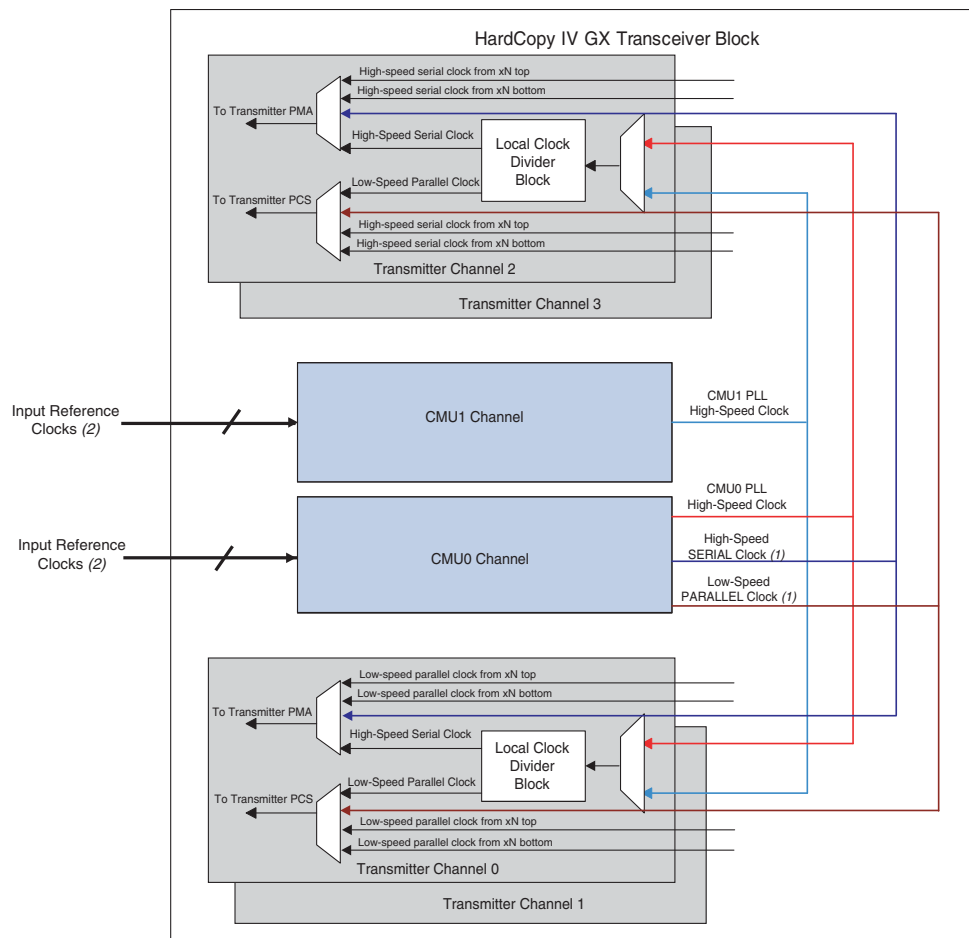 HardCopy IV GX Transceiver Block
High-speed serial clock from xN top
High-speed serial clock from xN bottom
To Transmitter PMA
High-Speed Serial Clock
Local Clock
Divider
Block
Low-Speed Parallel Clock
To Transmitter PCS
High-speed serial clock from xN top
High-speed serial clock from xN bottom
Transmitter Channel 2
Transmitter Channel 3
Input Reference
Clocks (2)
CMU1 Channel
CMU1 PLL
High-Speed Clock
Input Reference
Clocks (2)
CMU0 Channel
CMU0 PLL
High-Speed Clock
High-Speed
SERIAL Clock (1)
Low-Speed
PARALLEL Clock (1)
Low-speed parallel clock from xN top
Low-speed parallel clock from xN bottom
To Transmitter PMA
High-Speed Serial Clock
Local Clock
Divider
Block
Low-Speed Parallel Clock
To Transmitter PCS
Low-speed parallel clock from xN top
Low-speed parallel clock from xN bottom
Transmitter Channel 0
Transmitter Channel 1